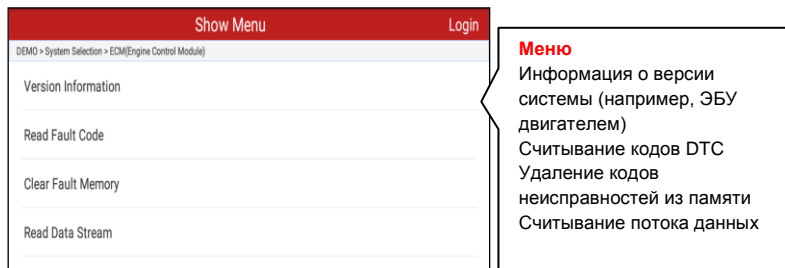 Show Menu
Login
DEMO > System Selection > ECM(Engine Control Module)
Version Information
Read Fault Code
Clear Fault Memory
Read Data Stream
Меню
Информация о версии
системы (например, ЭБУ
двигателем)
Считывание кодов DTC
Удаление кодов
неисправностей из памяти
Считывание потока данных